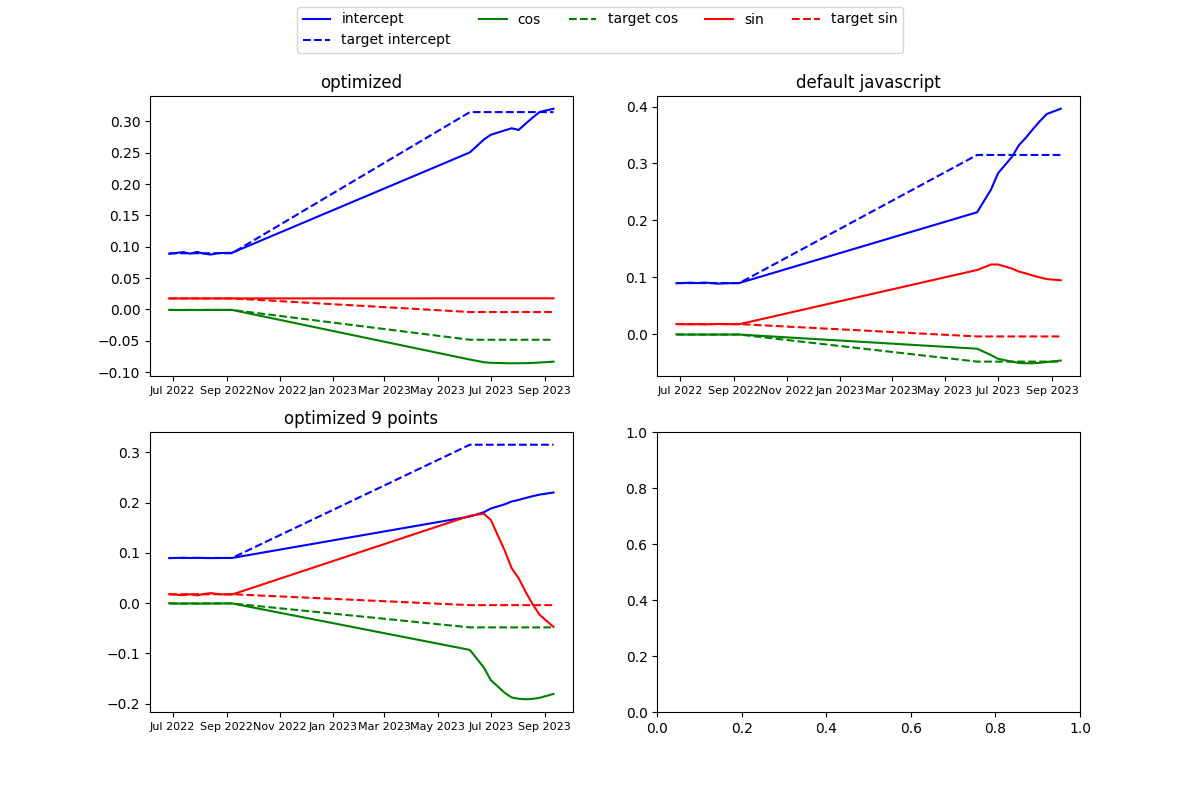 intercept cos target cos sin target sin
target intercept
optimized
0.30
0.25
0.20
0.15
0.10
0.05
0.00
−0.05
−0.10
Jul 2022 Sep 2022 Nov 2022 Jan 2023 Mar 2023 May 2023 Jul 2023 Sep 2023
default javascript
0.4
0.3
0.2
0.1
0.0
Jul 2022 Sep 2022 Nov 2022 Jan 2023 Mar 2023 May 2023 Jul 2023 Sep 2023
optimized 9 points
0.3
0.2
0.1
0.0
−0.1
−0.2
Jul 2022 Sep 2022 Nov 2022 Jan 2023 Mar 2023 May 2023 Jul 2023 Sep 2023
1.0
0.8
0.6
0.4
0.2
0.0
0.0 0.2 0.4 0.6 0.8 1.0